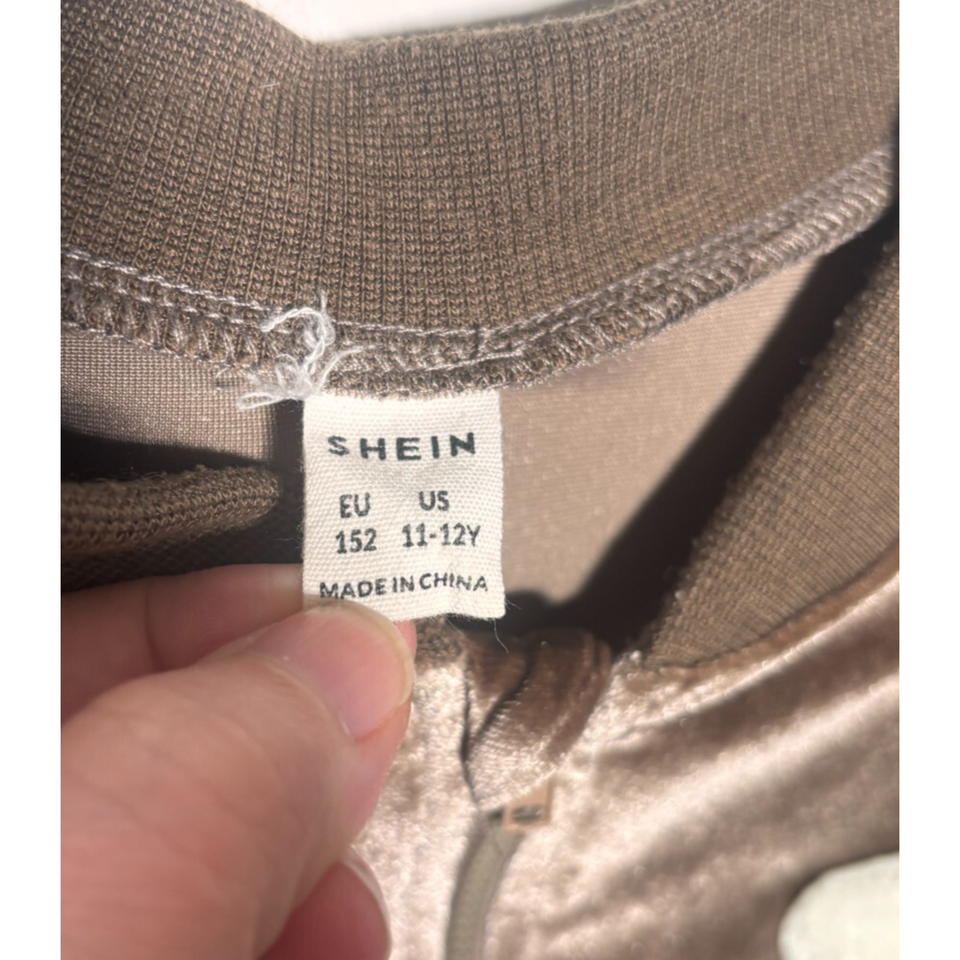 SHEIN
EU US
152 11-12Y
MADE IN CHINA